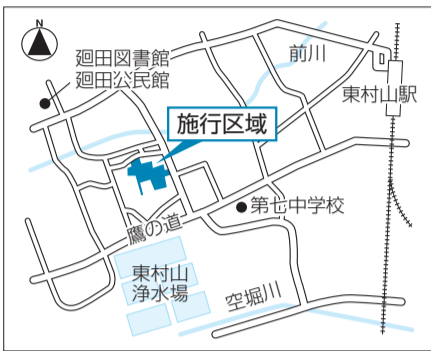 N
廻田図書館
廻田公民館
前川
東村山駅
施行区域
第七中学校
鷹の道
東村山
浄水場
空堀川